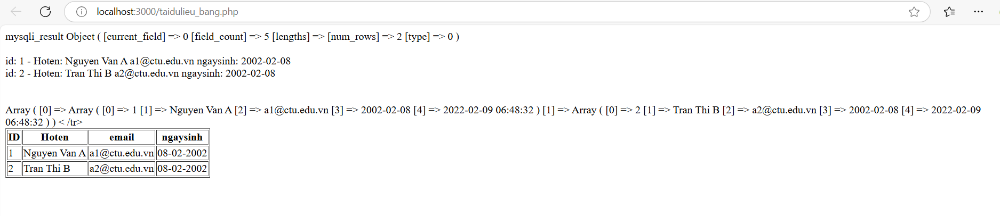 localhost:3000/taidulieu_bang.php
mysqli_result Object ( [current_field] => 0 [field_count] => 5 [lengths] => [num_rows] => 2 [type] => 0 )
id: 1 - Hoten: Nguyen Van A a1@ctu.edu.vn ngaysinh: 2002-02-08
id: 2 - Hoten: Tran Thi B a2@ctu.edu.vn ngaysinh: 2002-02-08
Array ( [0] => Array ( [0] => 1 [1] => Nguyen Van A [2] => a1@ctu.edu.vn [3] => 2002-02-08 [4] => 2022-02-09 06:48:32 ) [1] => Array ( [0] => 2 [1] => Tran Thi B [2] => a2@ctu.edu.vn [3] => 2002-02-08 [4] => 2022-02-09
06:48:32 ) ) < /tr>
ID Hoten email ngaysinh
1 Nguyen Van A a1@ctu.edu.vn 08-02-2002
2 Tran Thi B a2@ctu.edu.vn 08-02-2002